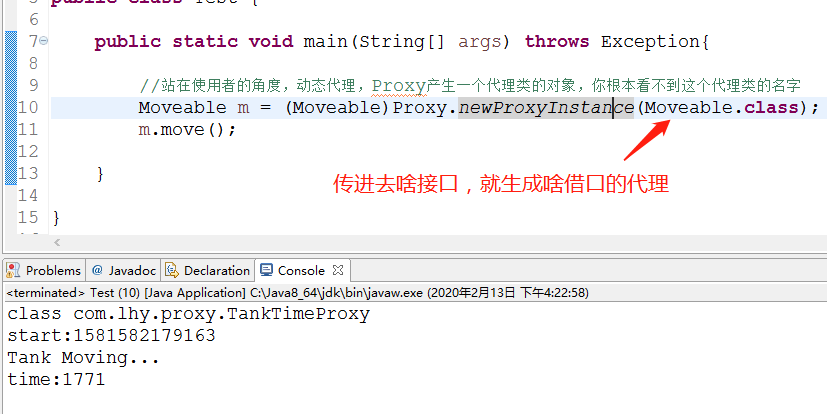 5 public class Test {
6
7 public static void main(String[] args) throws Exception{
8
9 //站在使用者的角度，动态代理，Proxy产生一个代理类的对象，你根本看不到这个代理类的名字
10 Moveable m = (Moveable)Proxy.newProxyInstance(Moveable.class);
11 m.move();
12
13 }
传进去啥接口，就生成啥借口的代理
14
15 }
Problems @ Javadoc Declaration Console
<terminated> Test (10) [Java Application] C:\Java8_64\jdk\bin\javaw.exe (2020年2月13日 下午4:22:58)
class com.lhy.proxy.TankTimeProxy
start:1581582179163
Tank Moving...
time:1771